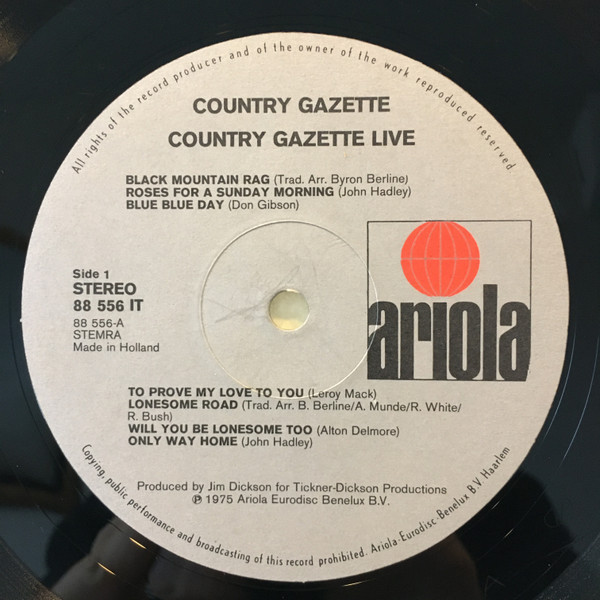 All rights of the record producer and of the owner of the work reproduced reserved
COUNTRY GAZETTE
COUNTRY GAZETTE LIVE
BLACK MOUNTAIN RAG (Trad. Arr. Byron Berline)
ROSES FOR A SUNDAY MORNING (John Hadley)
BLUE BLUE DAY (Don Gibson)
Side 1
STEREO
88 556 IT
88 556-A
STEMRA
Made in Holland
ariola
TO PROVE MY LOVE TO YOU (Leroy Mack)
LONESOME ROAD (Trad. Arr. B. Berline/A. Munde/R. White/
R. Bush)
WILL YOU BE LONESOME TOO (Alton Delmore)
ONLY WAY HOME (John Hadley)
Produced by Jim Dickson for Tickner-Dickson Productions
℗ 1975 Ariola Eurodisc Benelux B.V.
Copying, public performance and broadcasting of this record prohibited. Ariola-Eurodisc-Benelux B.V Haarlem